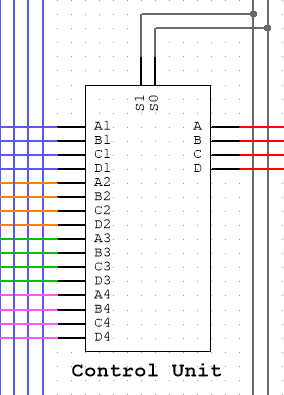 S1 S0
A1 A
B1 B
C1 C
D1 D
A2
B2
C2
D2
A3
B3
C3
D3
A4
B4
C4
D4
Control Unit